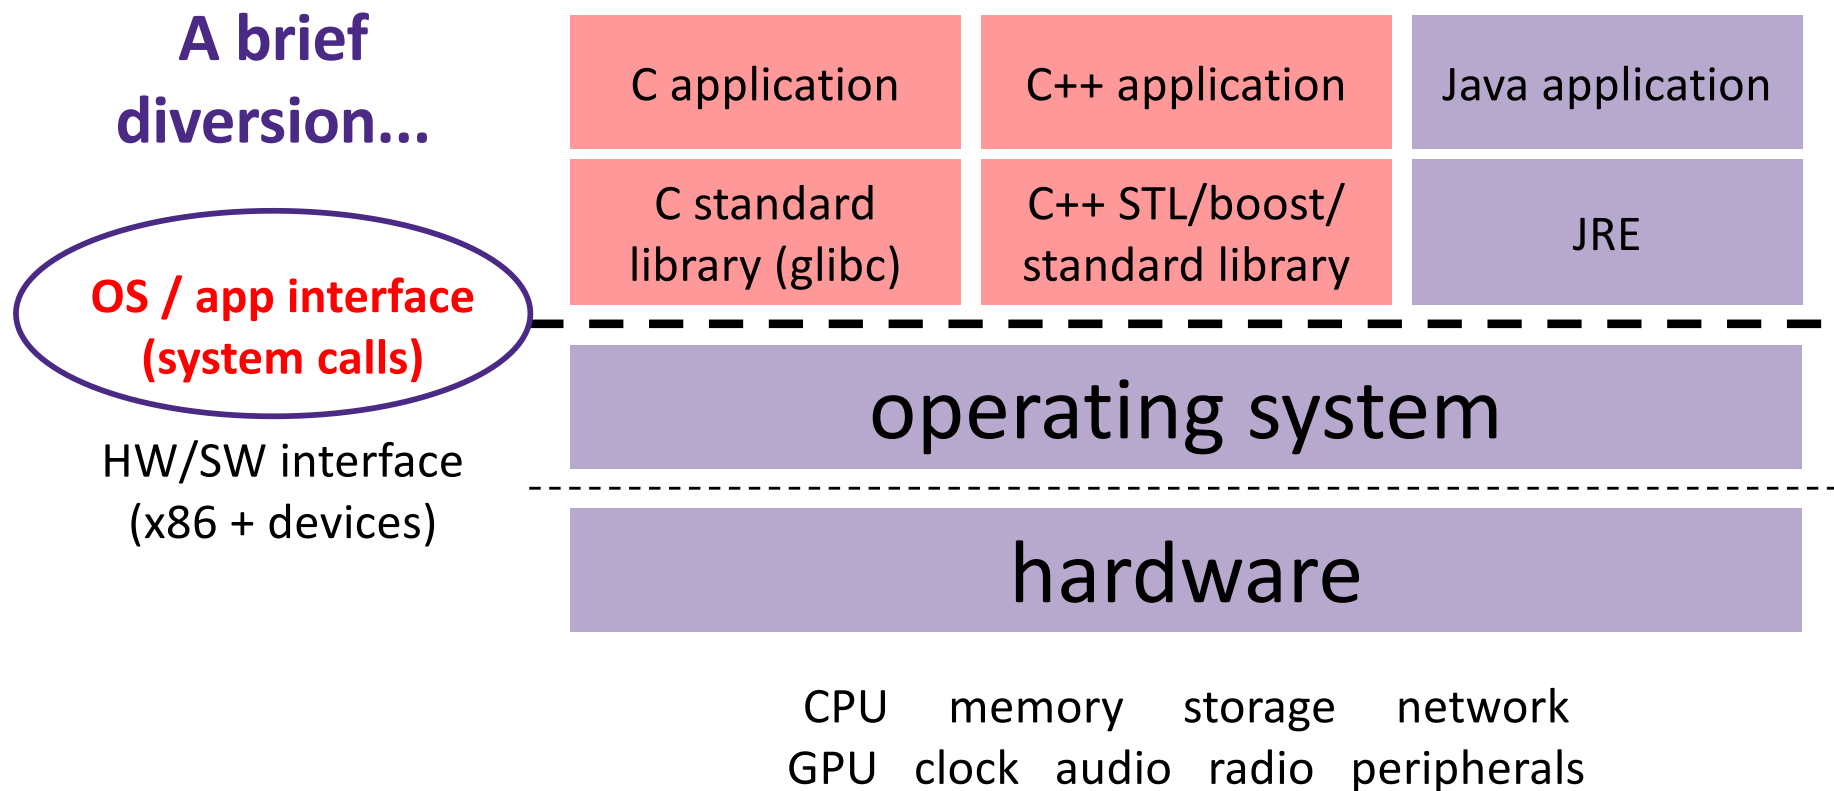 A brief
diversion...
C application
C++ application
Java application
C standard
library (glibc)
C++ STL/boost/
standard library
JRE
OS / app interface
(system calls)
operating system
HW/SW interface
(x86 + devices)
hardware
CPU memory storage network
GPU clock audio radio peripherals